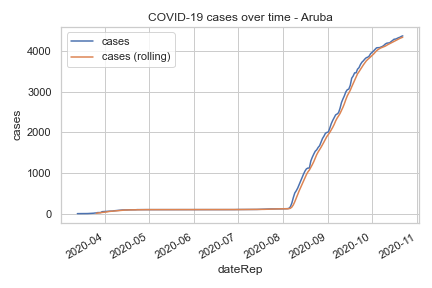 COVID-19 cases over time - Aruba
cases
cases (rolling)
4000
3000
2000
1000
0
cases
2020-04
2020-05
2020-06
2020-07
2020-08
2020-09
2020-10
2020-11
dateRep